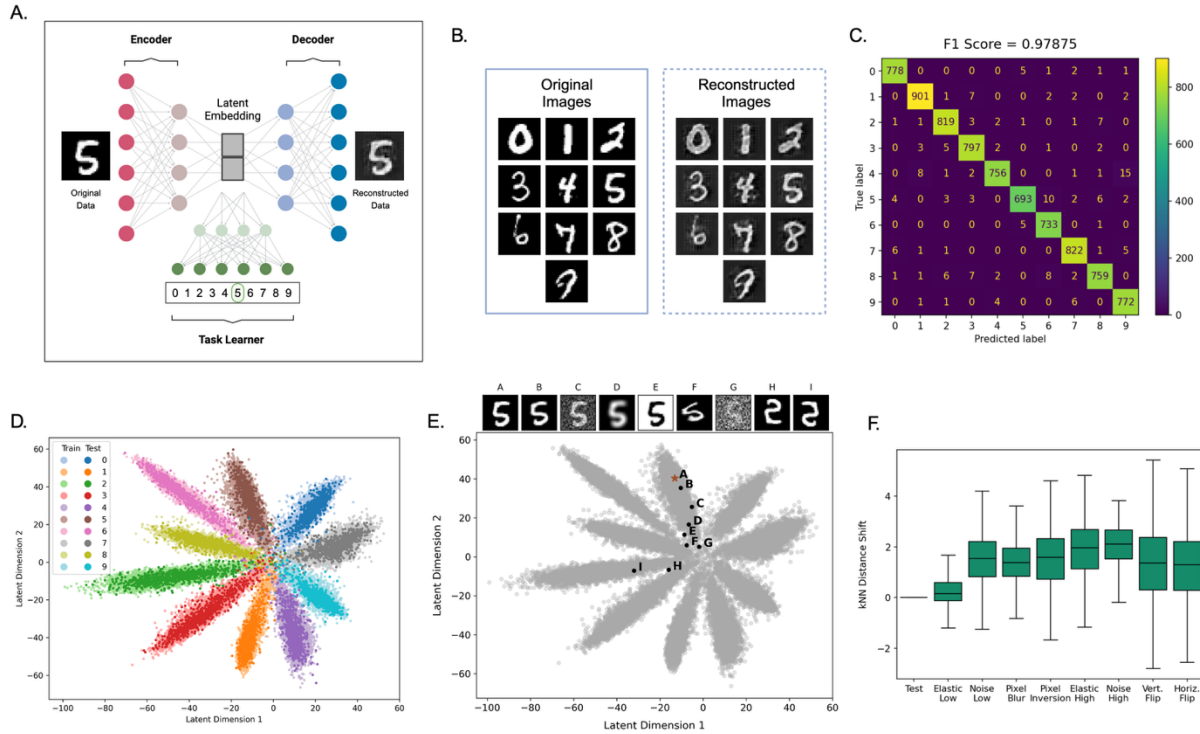 A.
Encoder
Decoder
Latent
Embedding
Original
Data
Reconstructed
Data
0 1 2 3 4 5 6 7 8 9
Task Learner
B.
Original
Images
Reconstructed
Images
C.
F1 Score = 0.97875
True label
0 778 0 0 0 0 5 1 2 1 1
1 0 901 1 7 0 0 2 2 0 2
2 1 1 819 3 2 1 0 1 7 0
3 0 3 5 797 0 1 0 0 1 2
4 0 8 1 2 756 0 0 1 1 15
5 4 0 3 3 0 693 10 2 6 2
6 0 0 0 0 0 5 733 0 0 0
7 6 1 1 0 0 0 0 822 1 5
8 1 1 6 7 2 0 8 2 759 0
9 0 1 1 0 4 0 0 6 0 772
0 1 2 3 4 5 6 7 8 9
Predicted label
800
600
400
200
0
D.
Train Test
0
1
2
3
4
5
6
7
8
9
Latent Dimension 2
60
40
20
0
−20
−40
−60
−100 −80 −60 −40 −20 0 20 40 60
Latent Dimension 1
E.
A B C D E F G H I
Latent Dimension 2
60
40
20
0
−20
−40
−60
A
B
C
D
E
F
G
H
I
−100 −80 −60 −40 −20 0 20 40 60
Latent Dimension 1
F.
kNN Distance Shift
4
2
0
−2
Test
Elastic
Low
Noise
Low
Pixel
Blur
Pixel
Inversion
Elastic
High
Noise
High
Vert.
Flip
Horiz.
Flip